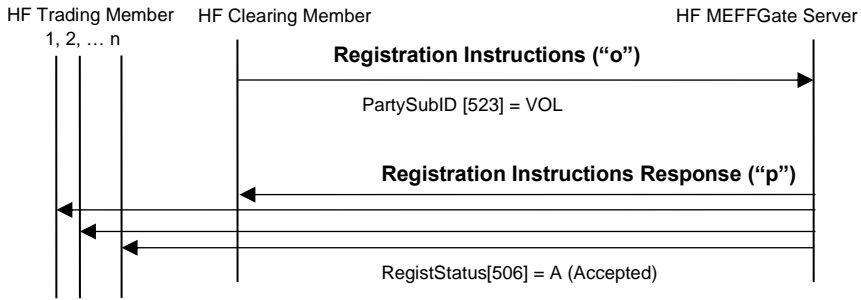 HF Trading Member
1, 2, … n
HF Clearing Member
HF MEFFGate Server
Registration Instructions (“o”)
PartySubID [523] = VOL
Registration Instructions Response (“p”)
RegistStatus[506] = A (Accepted)